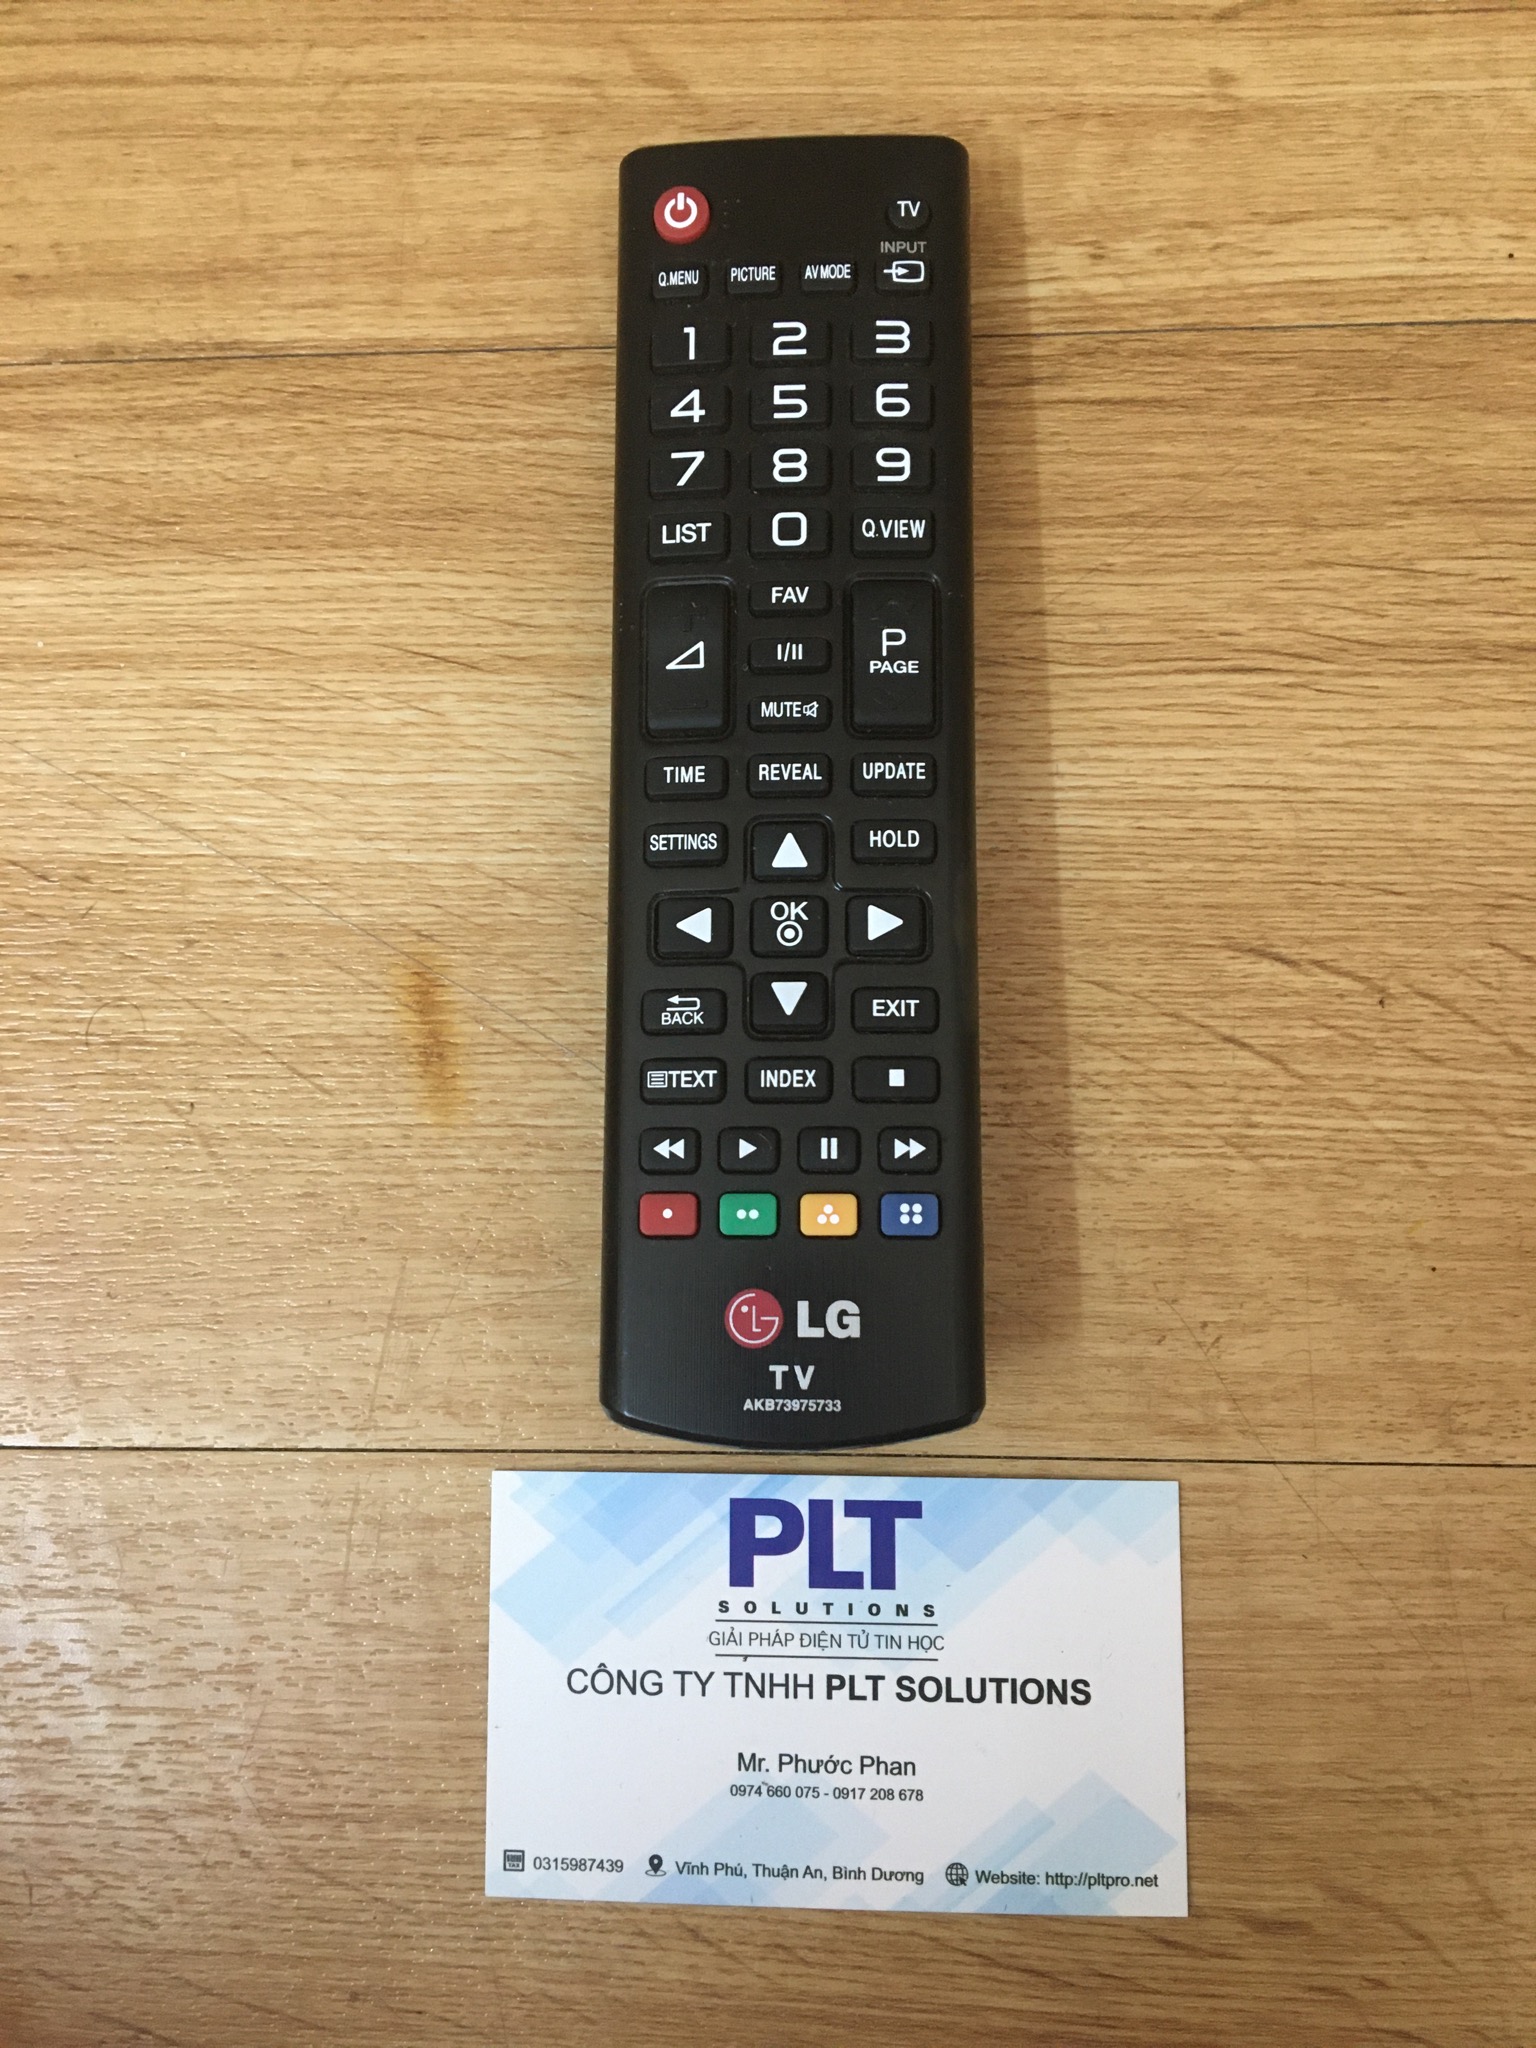 TV
INPUT
Q.MENU PICTURE AV MODE
1 2 3
4 5 6
7 8 9
LIST 0 Q.VIEW
FAV
P
I/II
PAGE
MUTE
TIME REVEAL UPDATE
SETTINGS HOLD
OK
BACK EXIT
TEXT INDEX
LG
TV
AKB73975733
PLT
SOLUTIONS
GIẢI PHÁP ĐIỆN TỬ TIN HỌC
CÔNG TY TNHH PLT SOLUTIONS
Mr. Phước Phan
0974 660 075 - 0917 208 678
TAX 0315987439 Vĩnh Phú, Thuận An, Bình Dương Website: http://pltpro.net